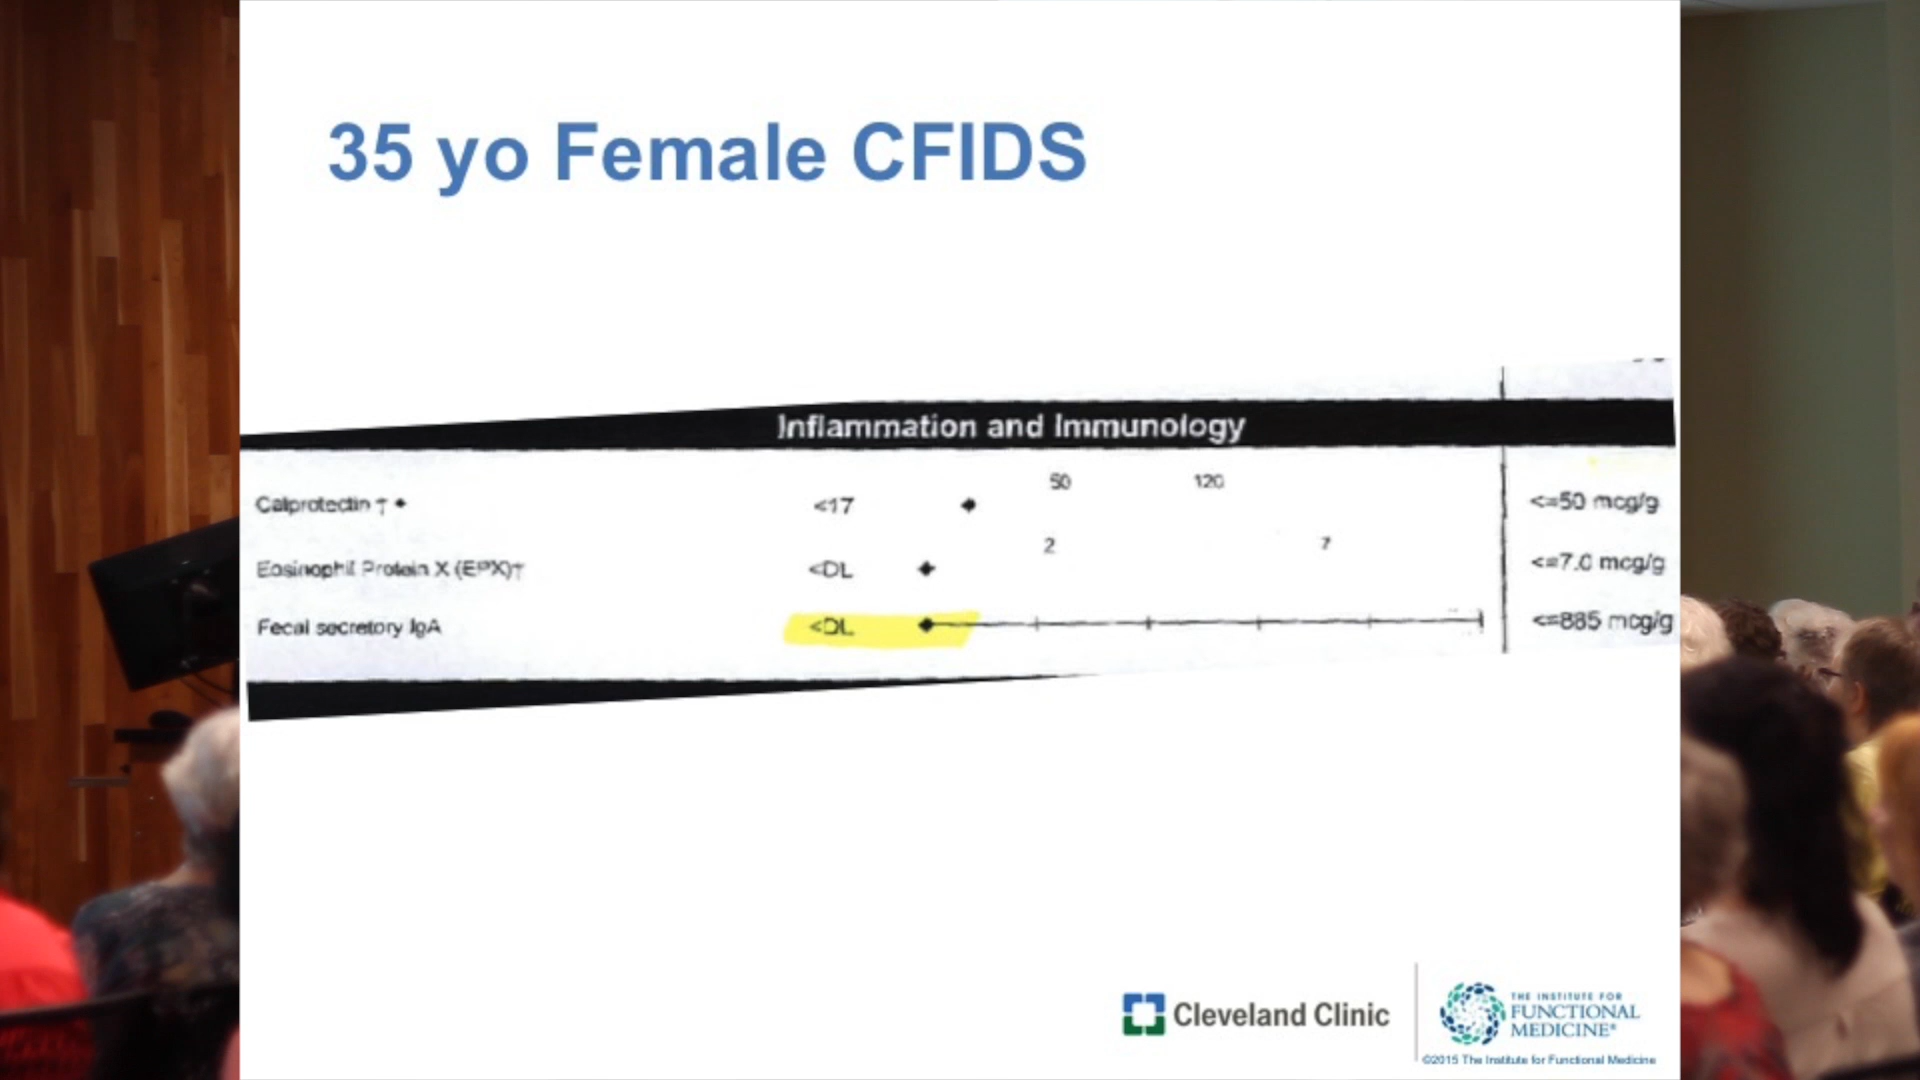 35 yo Female CFIDS
Inflammation and Immunology
50 120
Calprotectin † ♦ <17 <=50 mcg/g
2 7
Eosinophil Protein X (EPX)† <DL <=7.0 mcg/g
Fecal secretory IgA <DL <=885 mcg/g
Cleveland Clinic
THE INSTITUTE FOR
FUNCTIONAL
MEDICINE®
©2015 The Institute for Functional Medicine